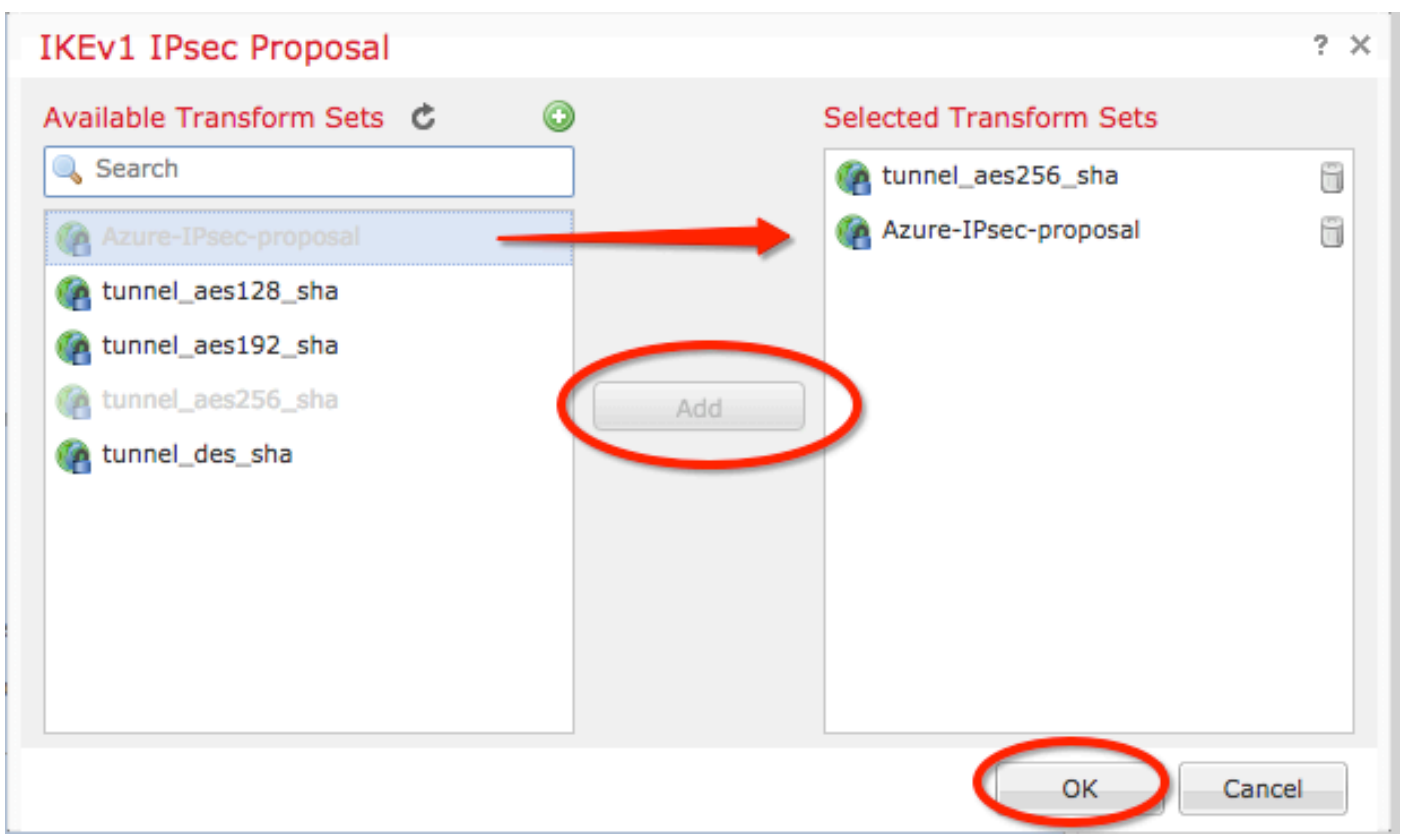 IKEv1 IPsec Proposal
?
Available Transform Sets
Search
Azure-IPsec-proposal
tunnel_aes128_sha
tunnel_aes192_sha
tunnel_aes256_sha
tunnel_des_sha
Add
Selected Transform Sets
tunnel_aes256_sha
Azure-IPsec-proposal
OK
Cancel